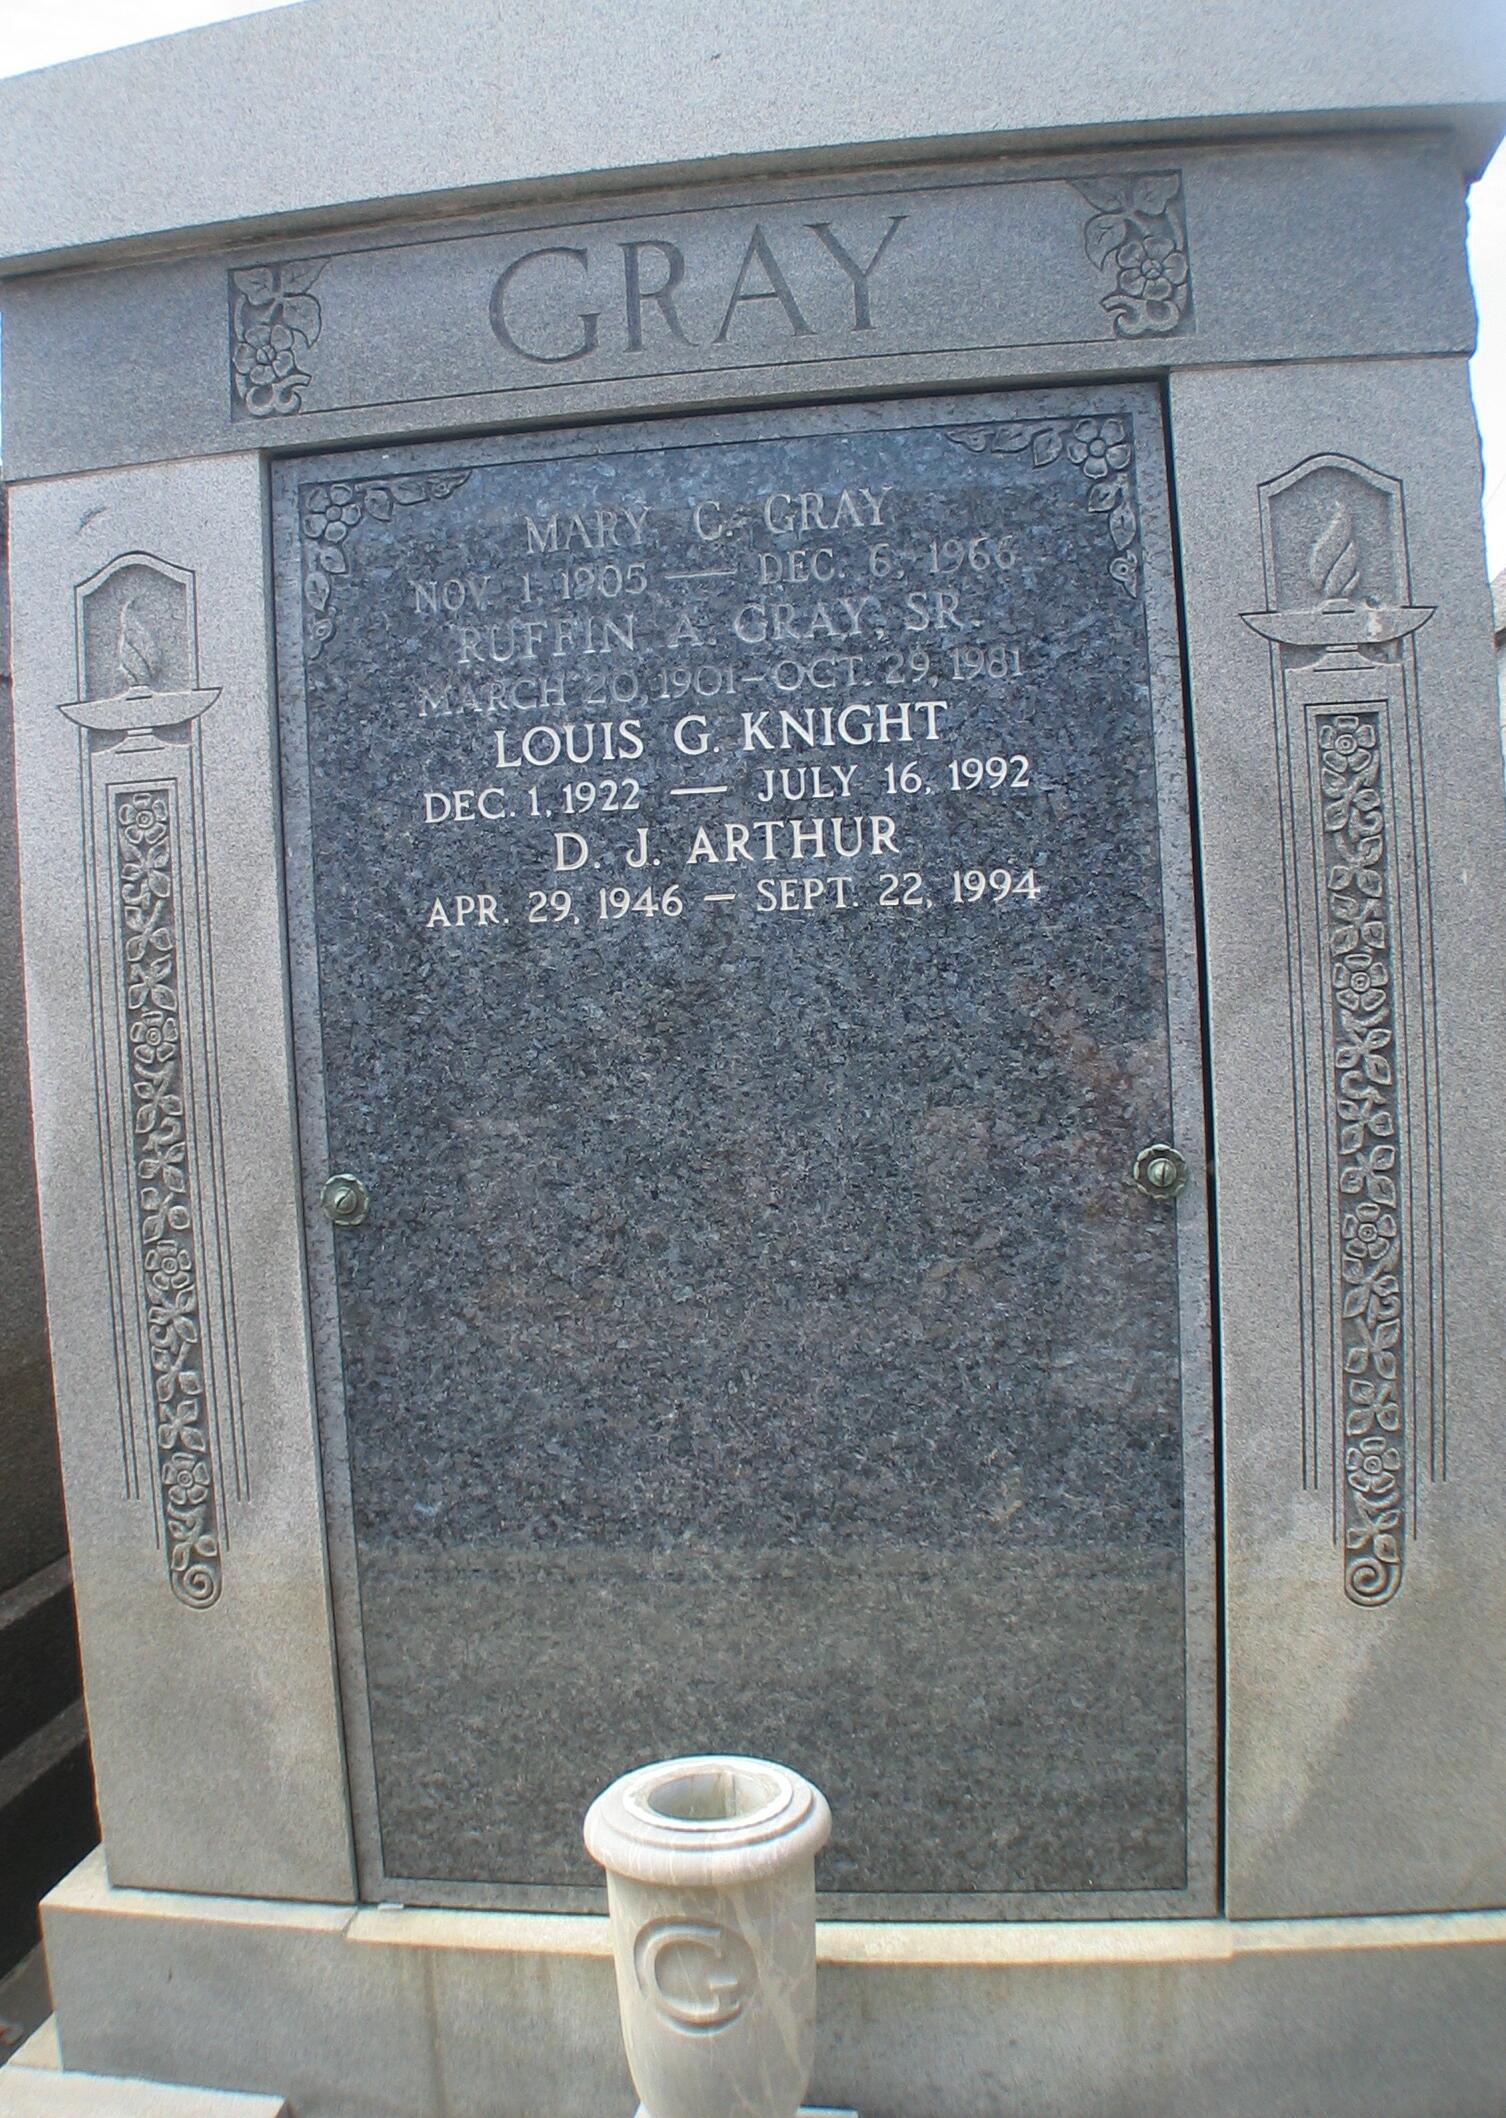 GRAY
MARY C. GRAY
NOV. 1, 1905 — DEC. 6, 1966
RUFFIN A. GRAY, SR.
MARCH 20, 1901 - OCT. 29, 1981
LOUIS G. KNIGHT
DEC. 1, 1922 — JULY 16, 1992
D. J. ARTHUR
APR. 29, 1946 — SEPT. 22, 1994
G